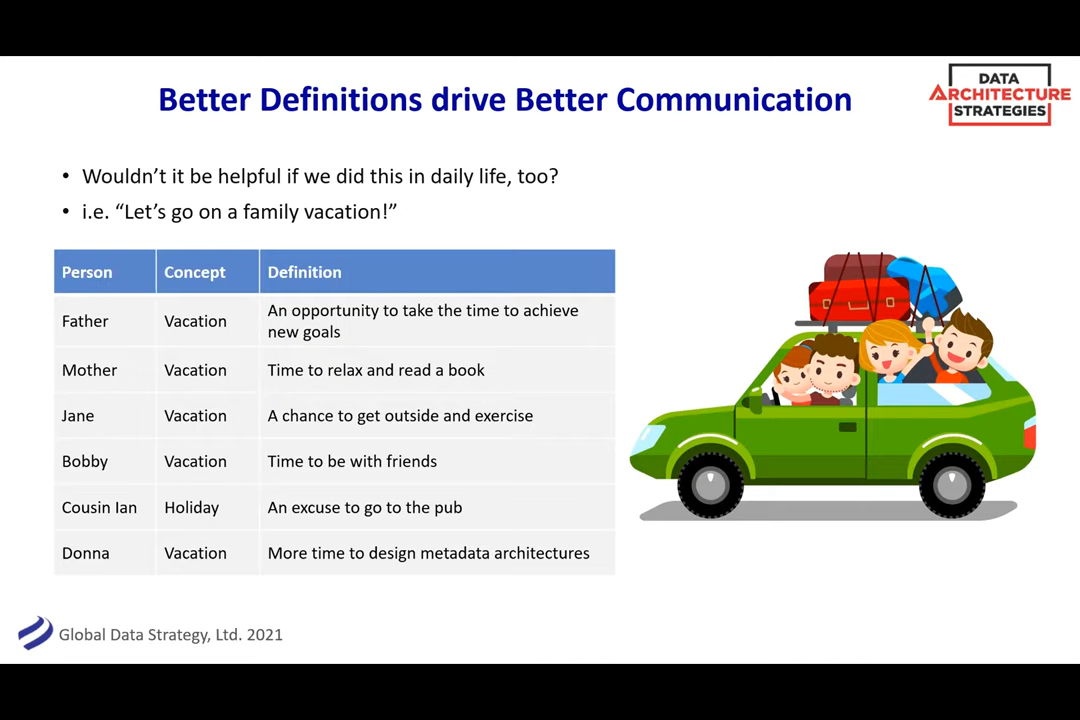 Better Definitions drive Better Communication
DATA
ARCHITECTURE
STRATEGIES
• Wouldn’t it be helpful if we did this in daily life, too?
• i.e. “Let’s go on a family vacation!”
Person Concept Definition
Father Vacation An opportunity to take the time to achieve
new goals
Mother Vacation Time to relax and read a book
Jane Vacation A chance to get outside and exercise
Bobby Vacation Time to be with friends
Cousin Ian Holiday An excuse to go to the pub
Donna Vacation More time to design metadata architectures
Global Data Strategy, Ltd. 2021